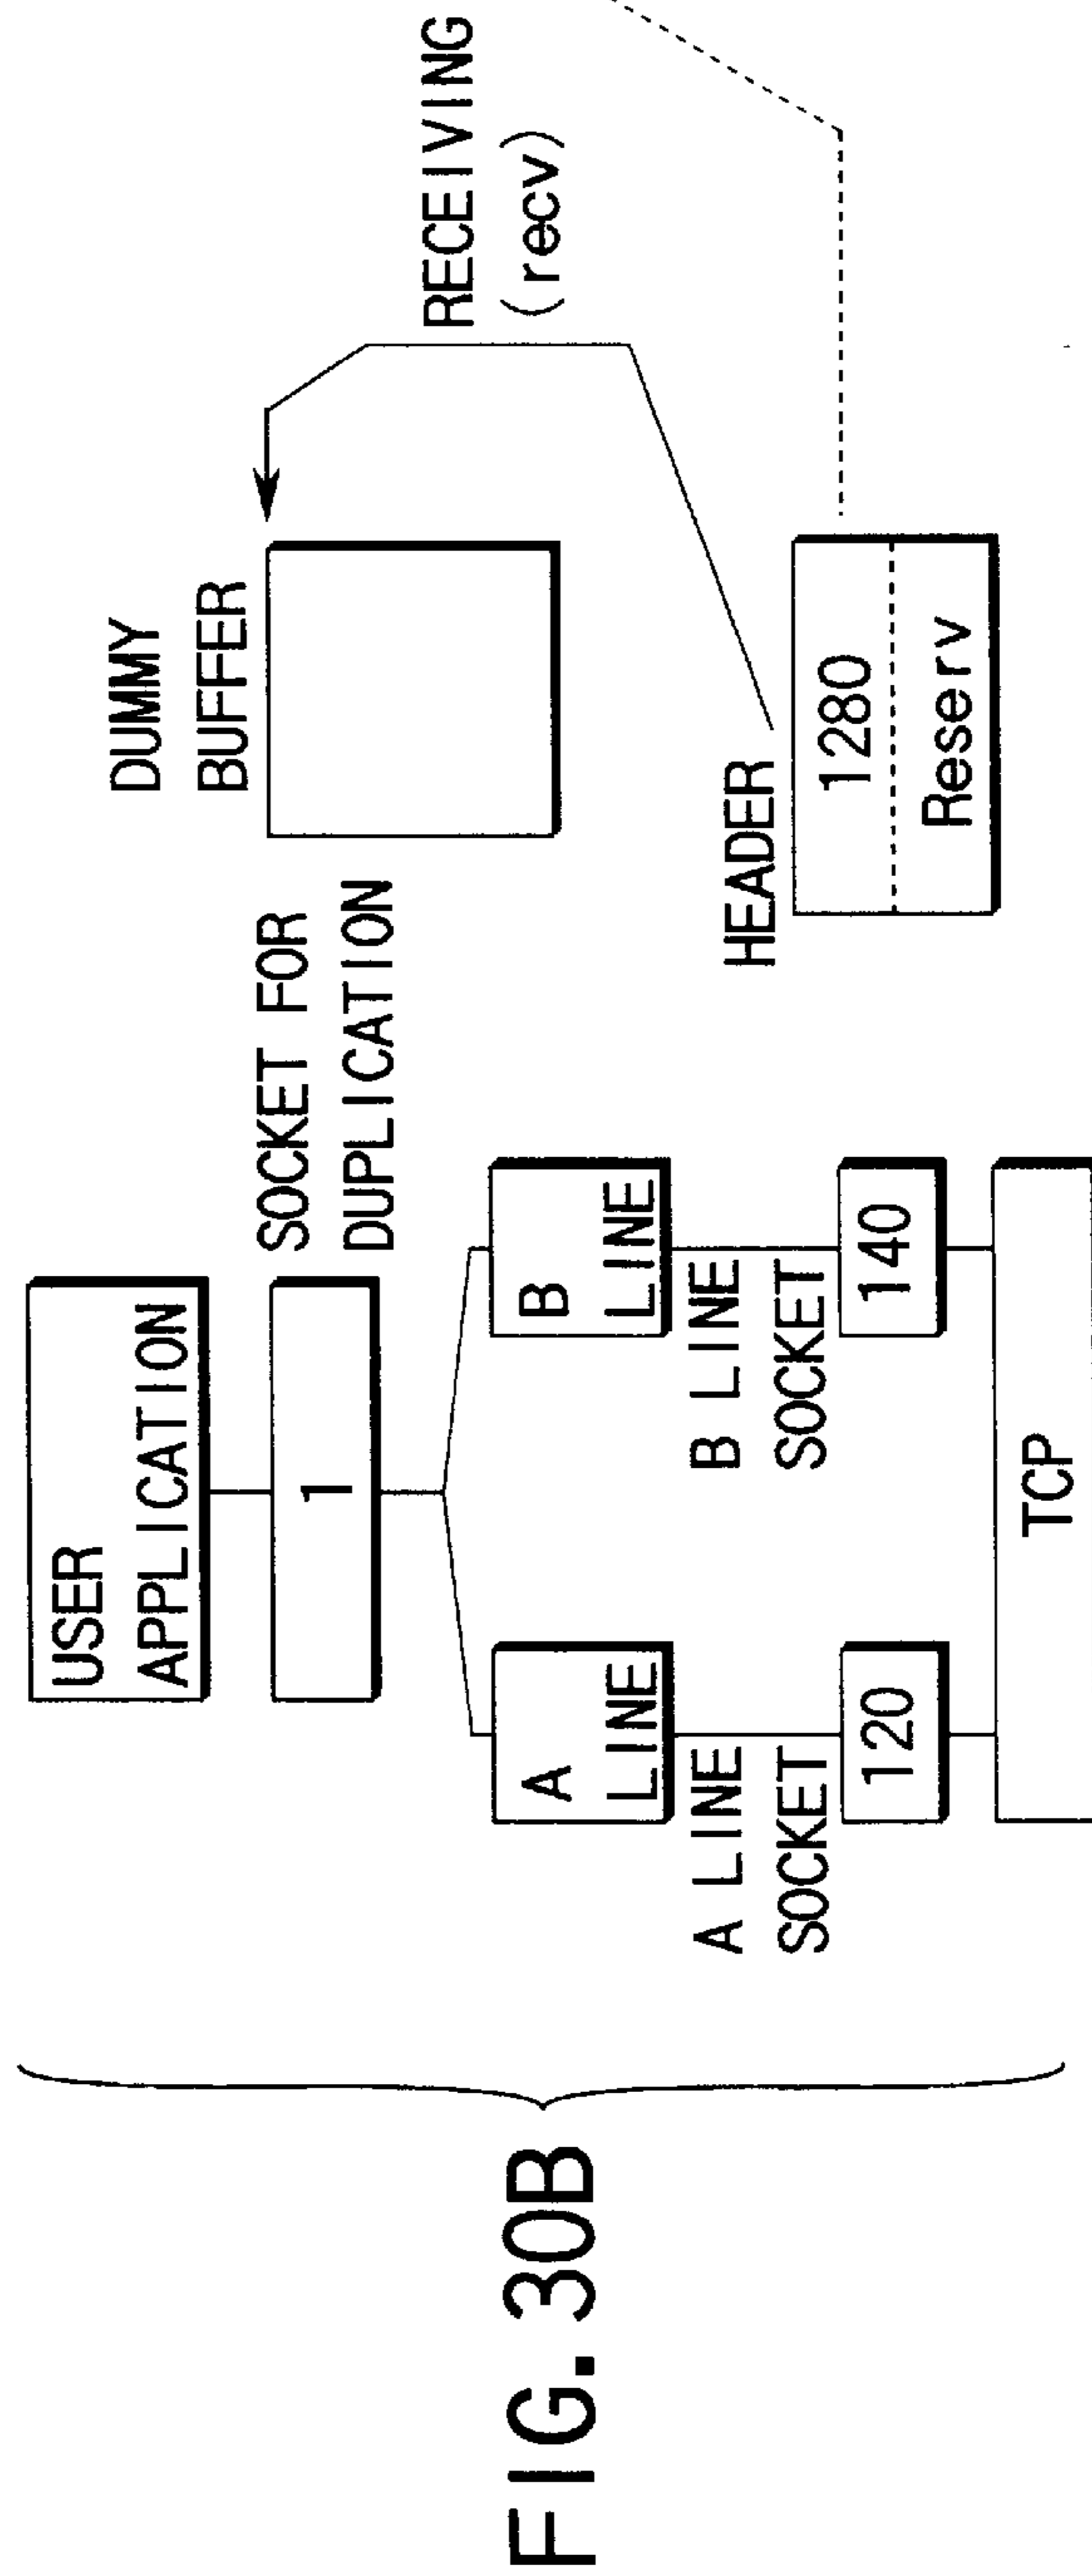 FIG. 30B
USER
APPLICATION
1
SOCKET FOR
DUPLICATION
A
LINE
B
LINE
A LINE
SOCKET
B LINE
SOCKET
120
140
TCP
DUMMY
BUFFER
RECEIVING
(recv)
HEADER
1280
Reserv